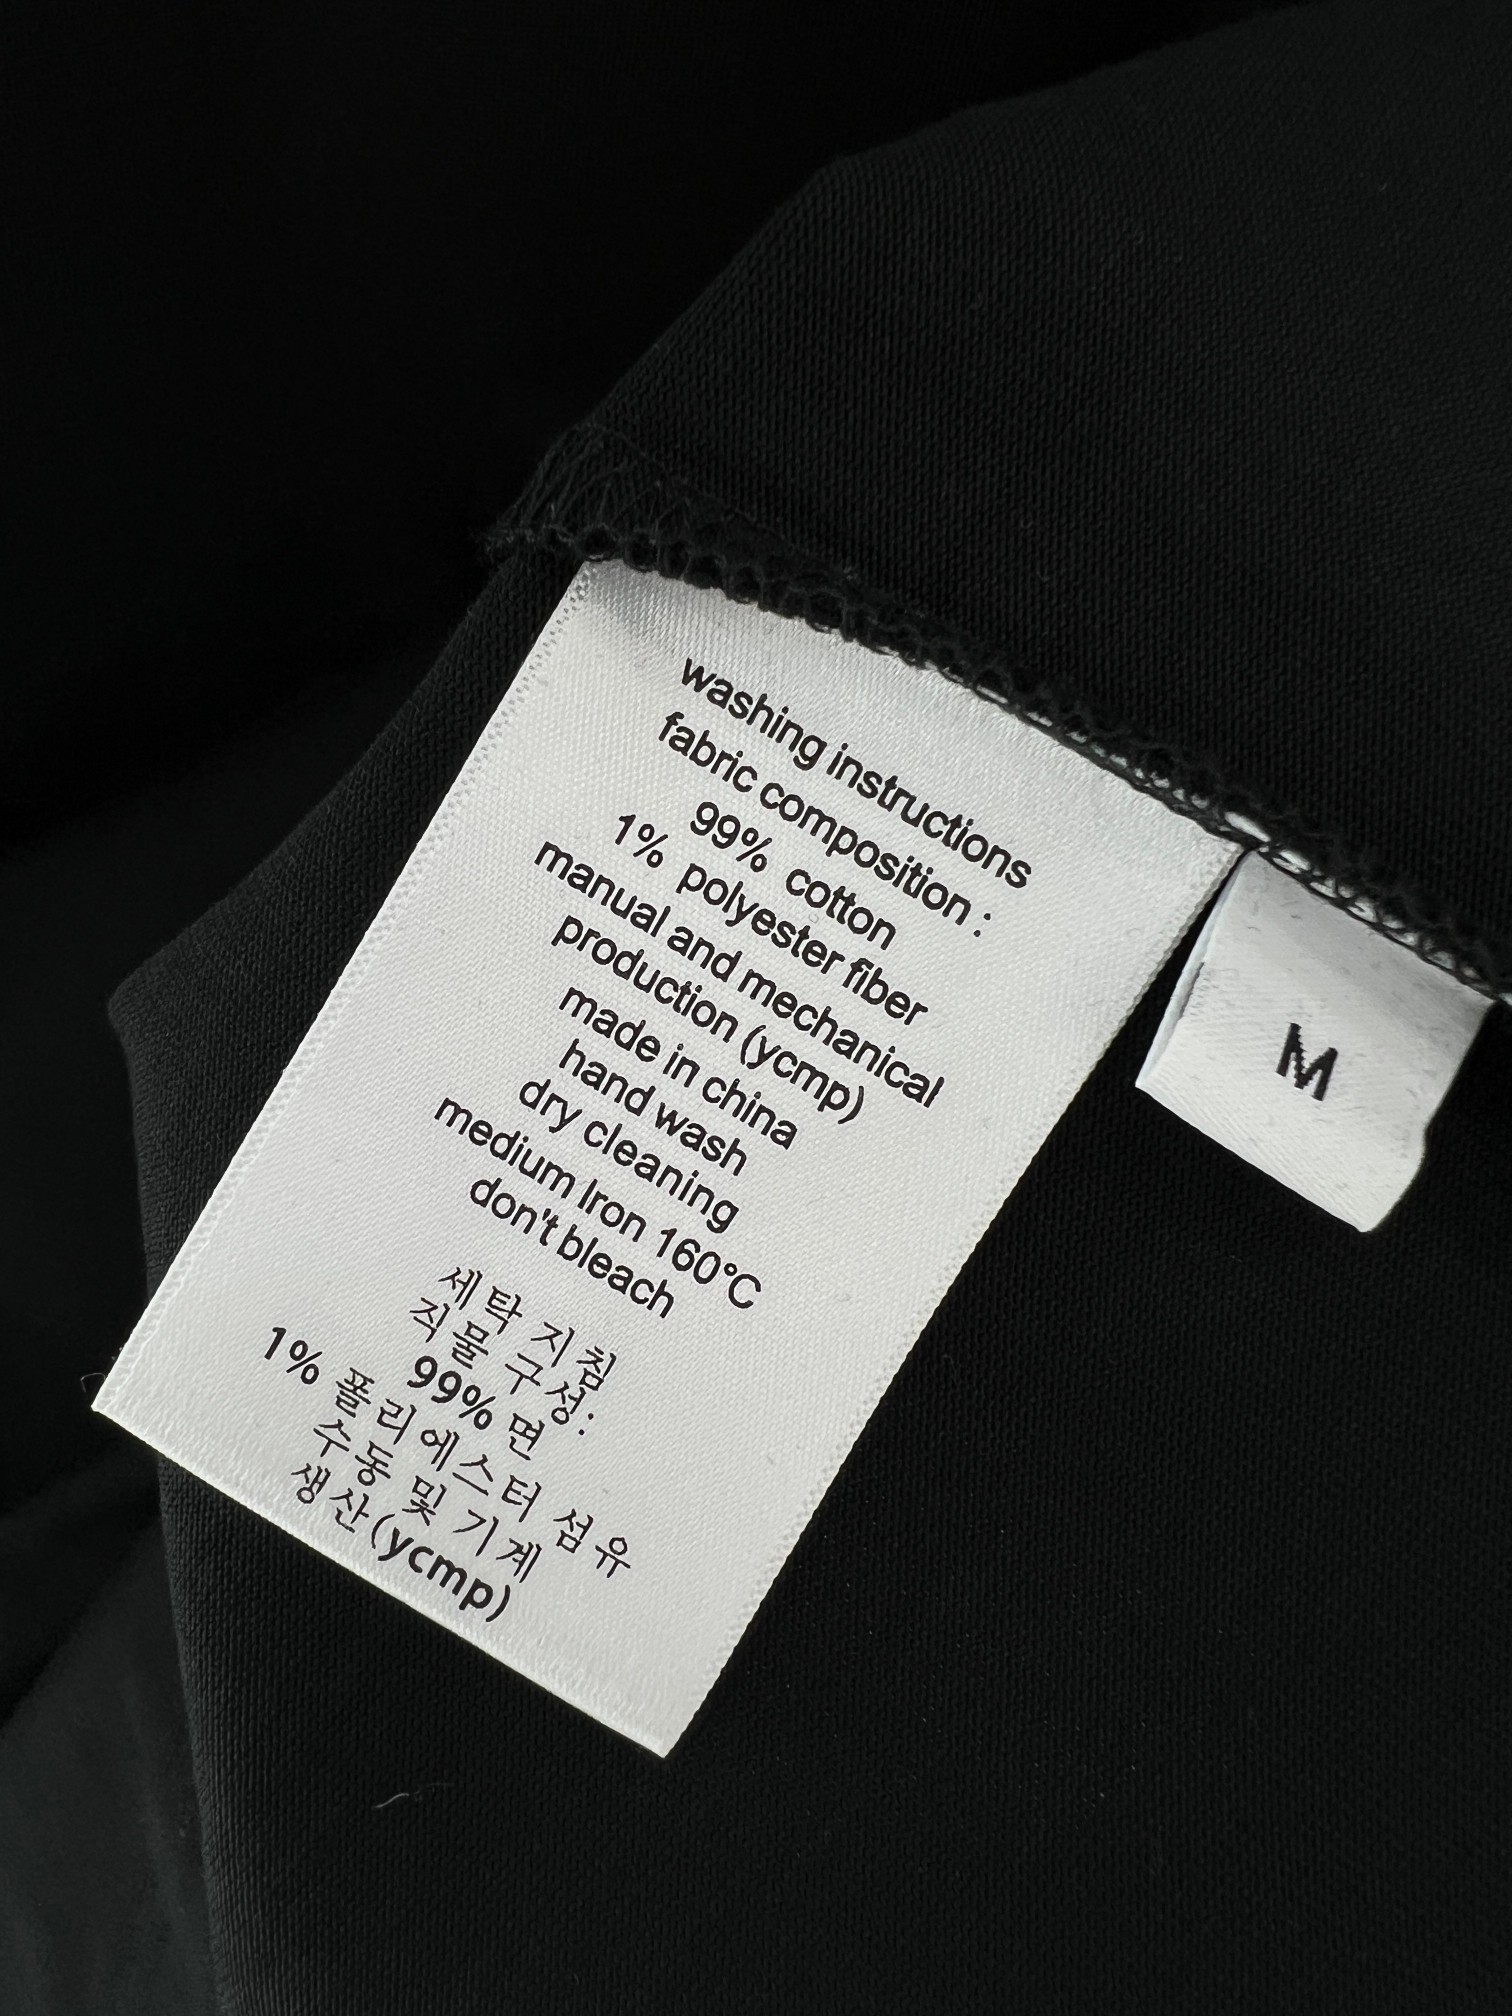 washing instructions
fabric composition :
99% cotton
1% polyester fiber
manual and mechanical
production (ycmp)
made in china
hand wash
dry cleaning
medium Iron 160°C
don't bleach
세탁 지침
직물 구성:
99% 면
1% 폴리에스터 섬유
수동 및 기계
생산(ycmp)
M